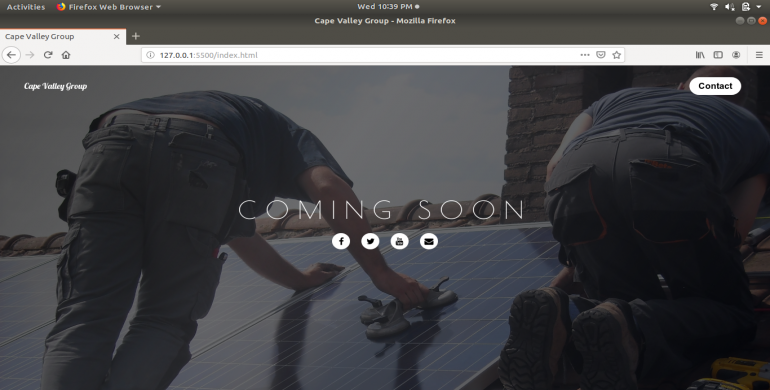 Activities
Firefox Web Browser
Wed 10:39 PM
Cape Valley Group - Mozilla Firefox
Cape Valley Group
127.0.0.1:5500/index.html
Cape Valley Group
Contact
COMING SOON